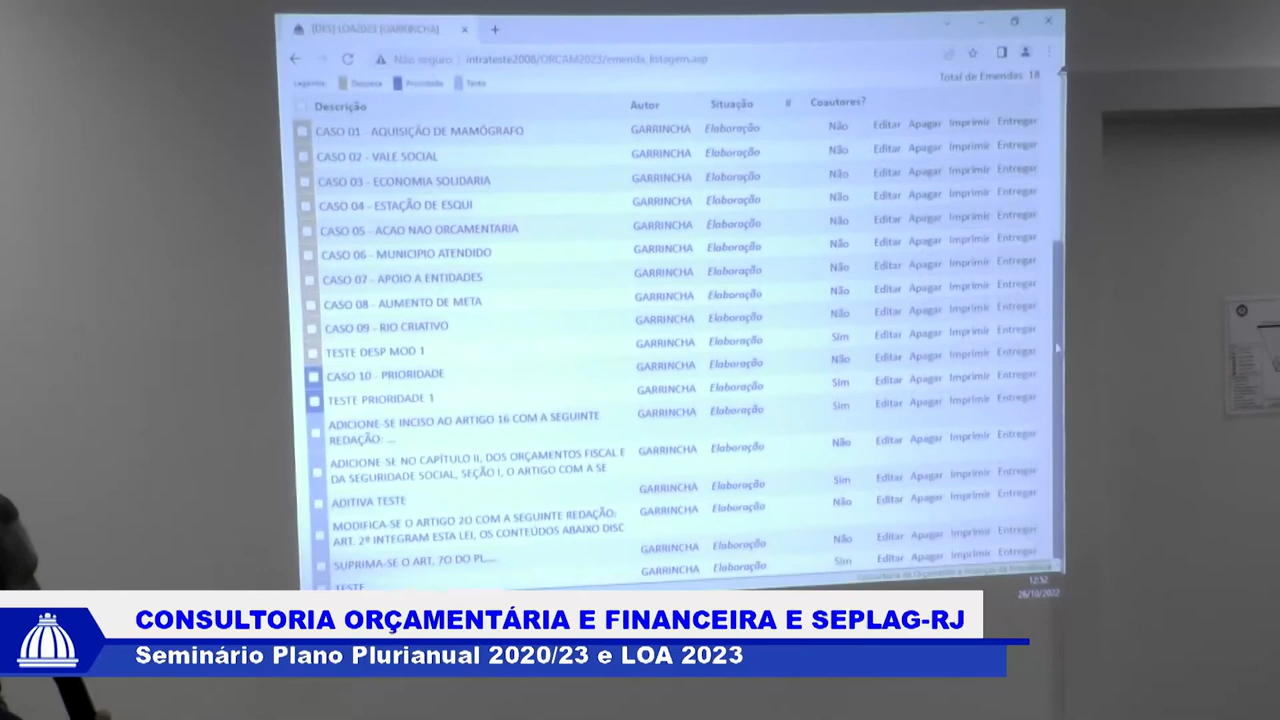 [DES] LOA2023 [GARRINCHA]
Não seguro intrateste2008/ORCAM2023/emenda_listagem.asp
Legenda: Despesa Prioridade Texto
Total de Emendas 18
Descrição Autor Situação # Coautores?
CASO 01 - AQUISIÇÃO DE MAMÓGRAFO GARRINCHA Elaboração Não Editar Apagar Imprimir Entregar
CASO 02 - VALE SOCIAL GARRINCHA Elaboração Não Editar Apagar Imprimir Entregar
CASO 03 - ECONOMIA SOLIDARIA GARRINCHA Elaboração Não Editar Apagar Imprimir Entregar
CASO 04 - ESTAÇÃO DE ESQUI GARRINCHA Elaboração Não Editar Apagar Imprimir Entregar
CASO 05 - ACAO NAO ORCAMENTARIA GARRINCHA Elaboração Não Editar Apagar Imprimir Entregar
CASO 06 - MUNICIPIO ATENDIDO GARRINCHA Elaboração Não Editar Apagar Imprimir Entregar
CASO 07 - APOIO A ENTIDADES GARRINCHA Elaboração Não Editar Apagar Imprimir Entregar
CASO 08 - AUMENTO DE META GARRINCHA Elaboração Não Editar Apagar Imprimir Entregar
CASO 09 - RIO CRIATIVO GARRINCHA Elaboração Não Editar Apagar Imprimir Entregar
TESTE DESP MOD 1 GARRINCHA Elaboração Sim Editar Apagar Imprimir Entregar
CASO 10 - PRIORIDADE GARRINCHA Elaboração Não Editar Apagar Imprimir Entregar
TESTE PRIORIDADE 1 GARRINCHA Elaboração Sim Editar Apagar Imprimir Entregar
ADICIONE-SE INCISO AO ARTIGO 16 COM A SEGUINTE GARRINCHA Elaboração Sim Editar Apagar Imprimir Entregar
REDAÇÃO: ...
ADICIONE-SE NO CAPÍTULO II, DOS ORÇAMENTOS FISCAL E GARRINCHA Elaboração Não Editar Apagar Imprimir Entregar
DA SEGURIDADE SOCIAL, SEÇÃO I, O ARTIGO COM A SE
ADITIVA TESTE GARRINCHA Elaboração Sim Editar Apagar Imprimir Entregar
MODIFICA-SE O ARTIGO 2O COM A SEGUINTE REDAÇÃO: GARRINCHA Elaboração Não Editar Apagar Imprimir Entregar
ART. 2º INTEGRAM ESTA LEI, OS CONTEÚDOS ABAIXO DISC
SUPRIMA-SE O ART. 7O DO PL.... GARRINCHA Elaboração Não Editar Apagar Imprimir Entregar
TESTE GARRINCHA Elaboração Sim Editar Apagar Imprimir Entregar
12:52
26/10/2022
CONSULTORIA ORÇAMENTÁRIA E FINANCEIRA E SEPLAG-RJ
Seminário Plano Plurianual 2020/23 e LOA 2023